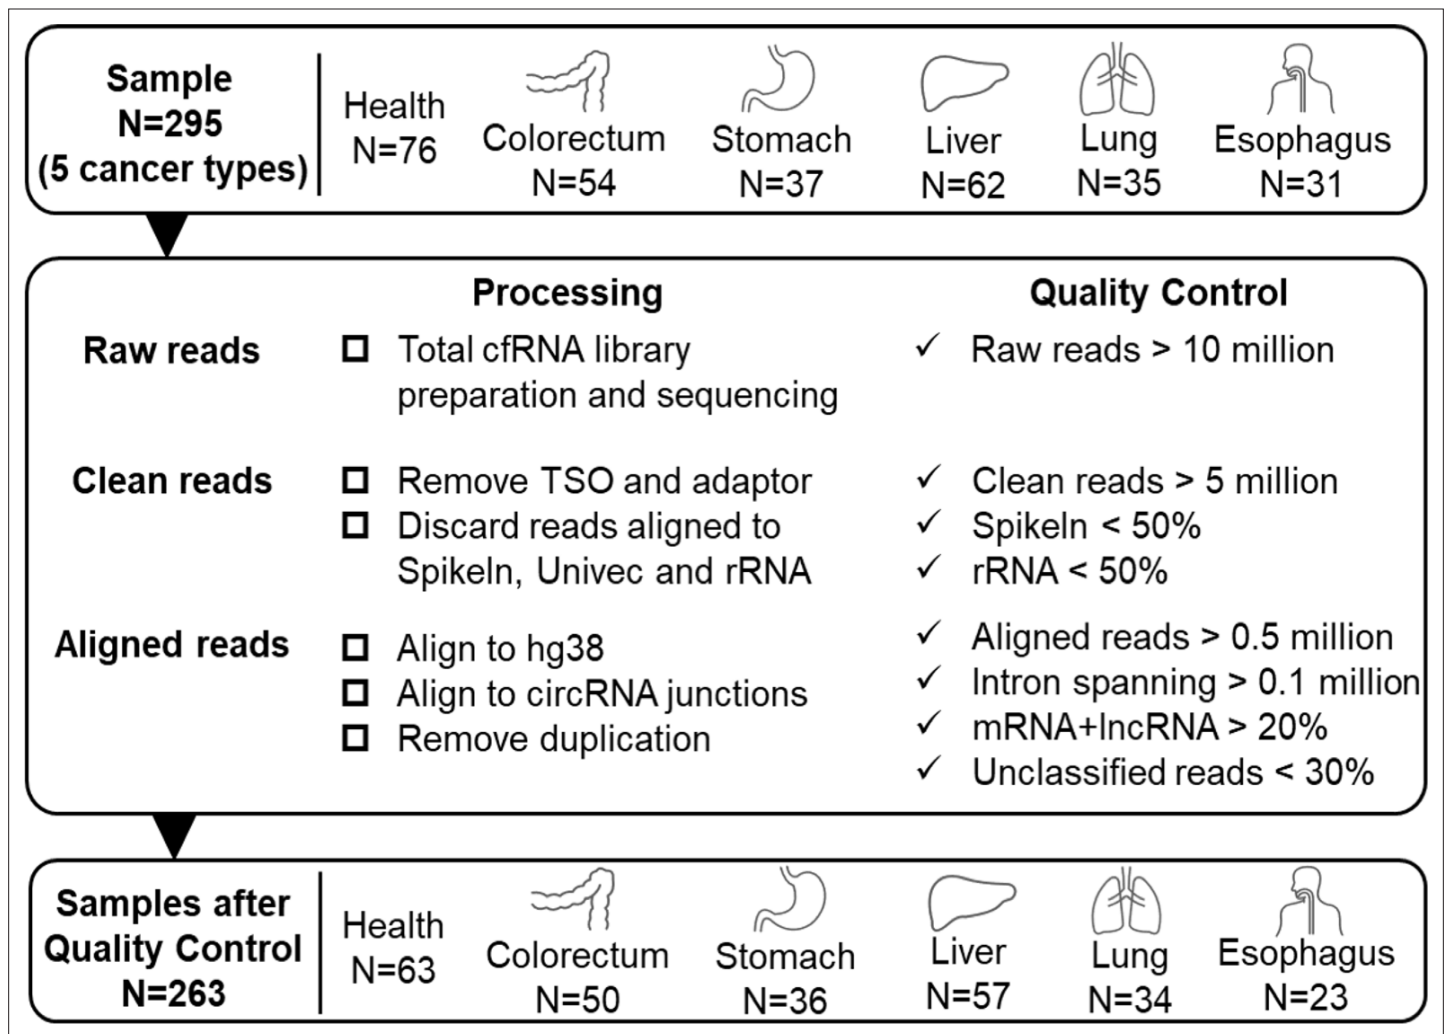 Sample
N=295
(5 cancer types)
Health
N=76
Colorectum
N=54
Stomach
N=37
Liver
N=62
Lung
N=35
Esophagus
N=31
Processing
Quality Control
Raw reads
Total cfRNA library
preparation and sequencing
Raw reads > 10 million
Clean reads
Remove TSO and adaptor
Discard reads aligned to
SpikeIn, Univec and rRNA
Clean reads > 5 million
SpikeIn < 50%
rRNA < 50%
Aligned reads
Align to hg38
Align to circRNA junctions
Remove duplication
Aligned reads > 0.5 million
Intron spanning > 0.1 million
mRNA+lncRNA > 20%
Unclassified reads < 30%
Samples after
Quality Control
N=263
Health
N=63
Colorectum
N=50
Stomach
N=36
Liver
N=57
Lung
N=34
Esophagus
N=23